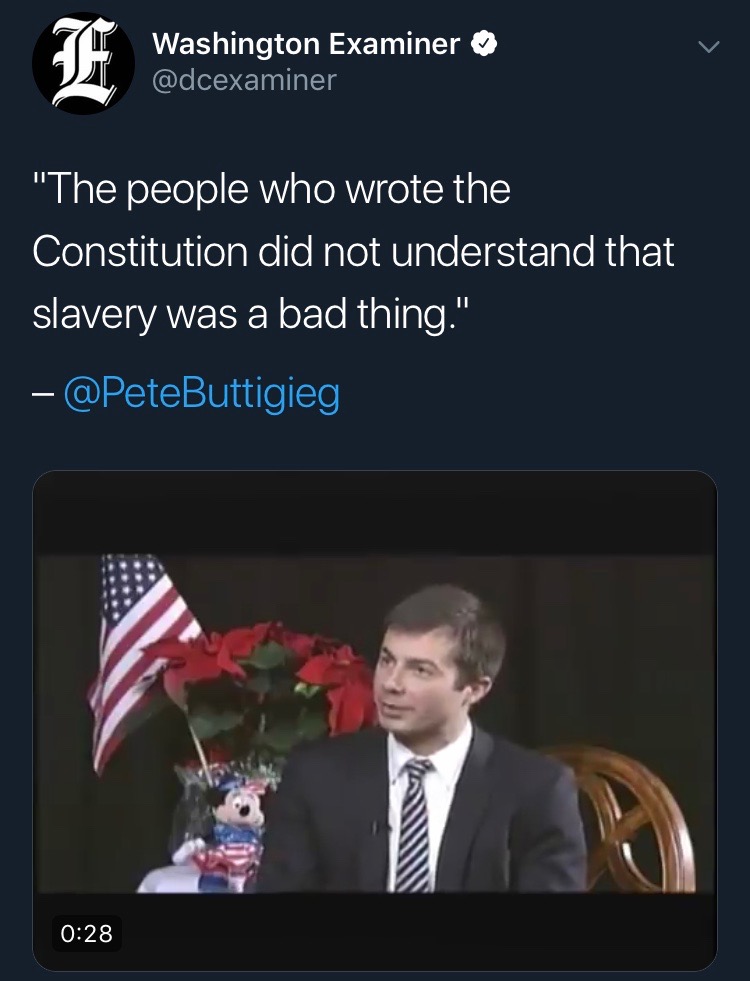 Washington Examiner
@dcexaminer
"The people who wrote the
Constitution did not understand that
slavery was a bad thing."
– @PeteButtigieg
0:28